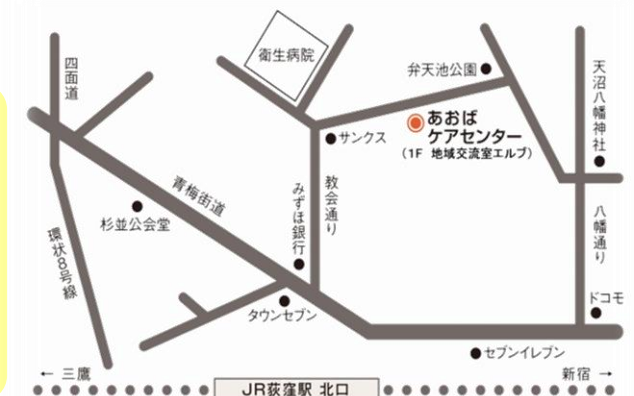 四面道
衛生病院
弁天池公園
天沼八幡神社
サンクス
あおば
ケアセンター
(1F 地域交流室エルブ)
青梅街道
杉並公会堂
みずほ銀行
教会通り
八幡通り
環状8号線
タウンセブン
ドコモ
セブンイレブン
← 三鷹
新宿 →
JR荻窪駅 北口